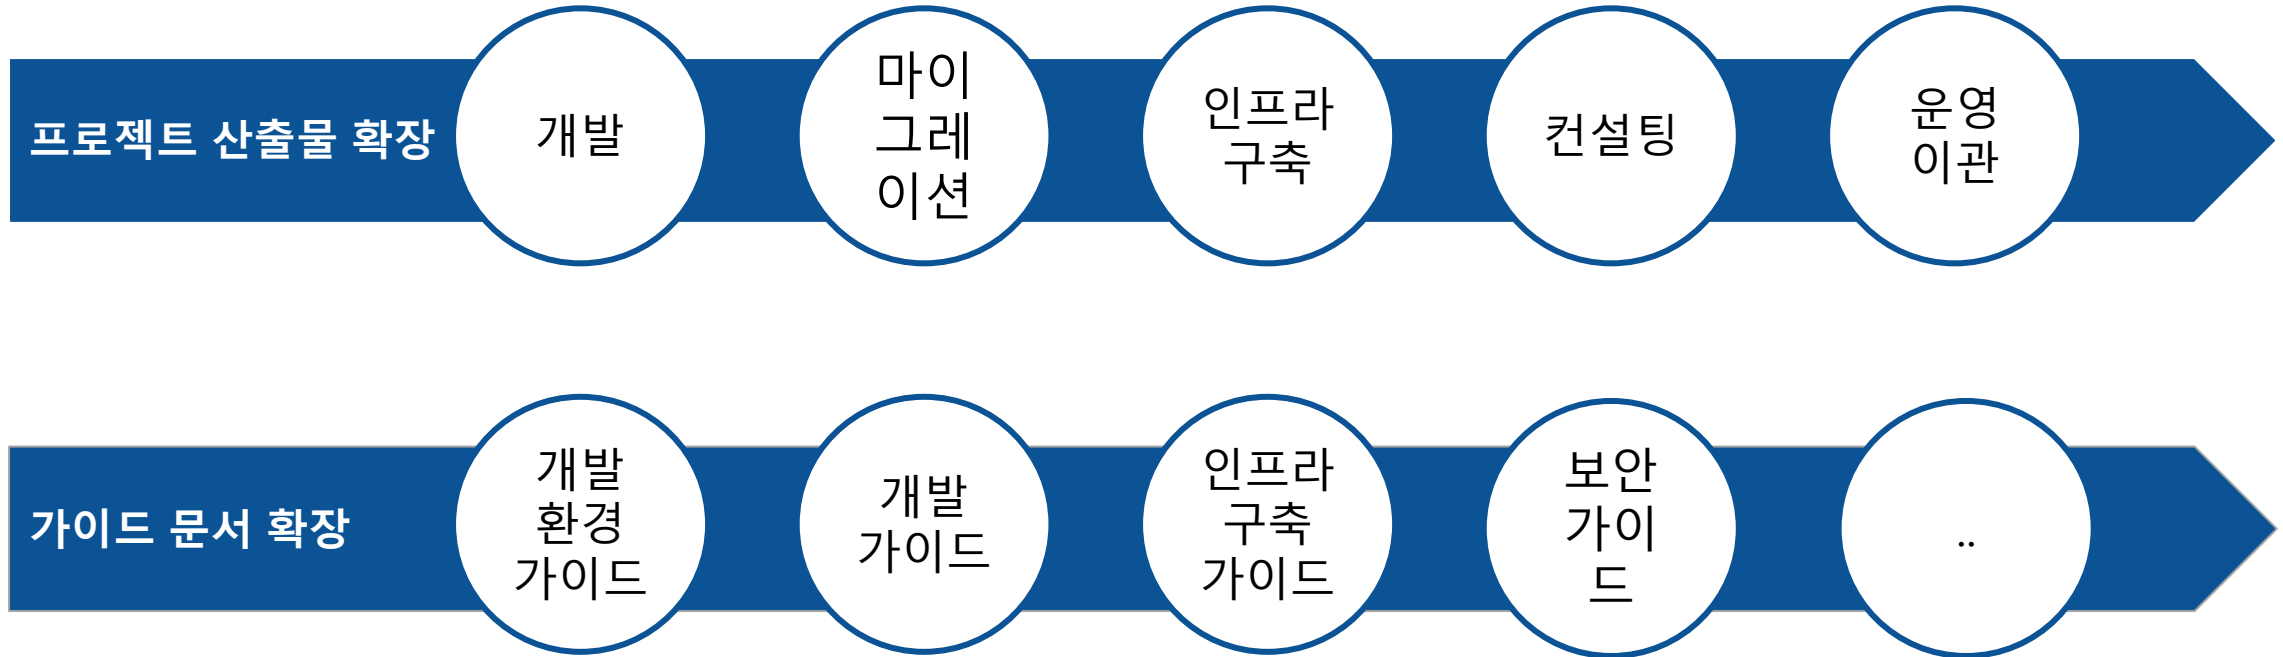 프로젝트 산출물 확장
개발
마이
그레
이션
인프라
구축
컨설팅
운영
이관
가이드 문서 확장
개발
환경
가이드
개발
가이드
인프라
구축
가이드
보안
가이
드
..